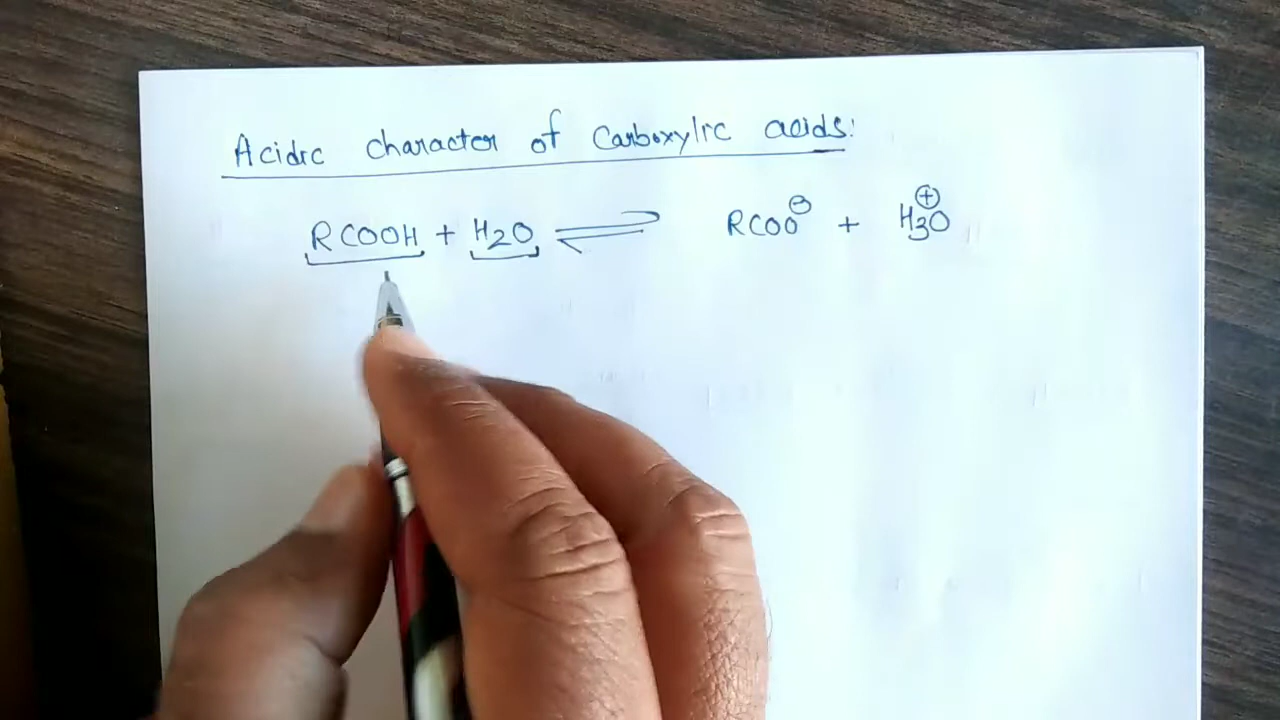 Acidic character of Carboxylic acids:
RCOOH + H2O ⇌ RCOO⊖ + H3O⊕